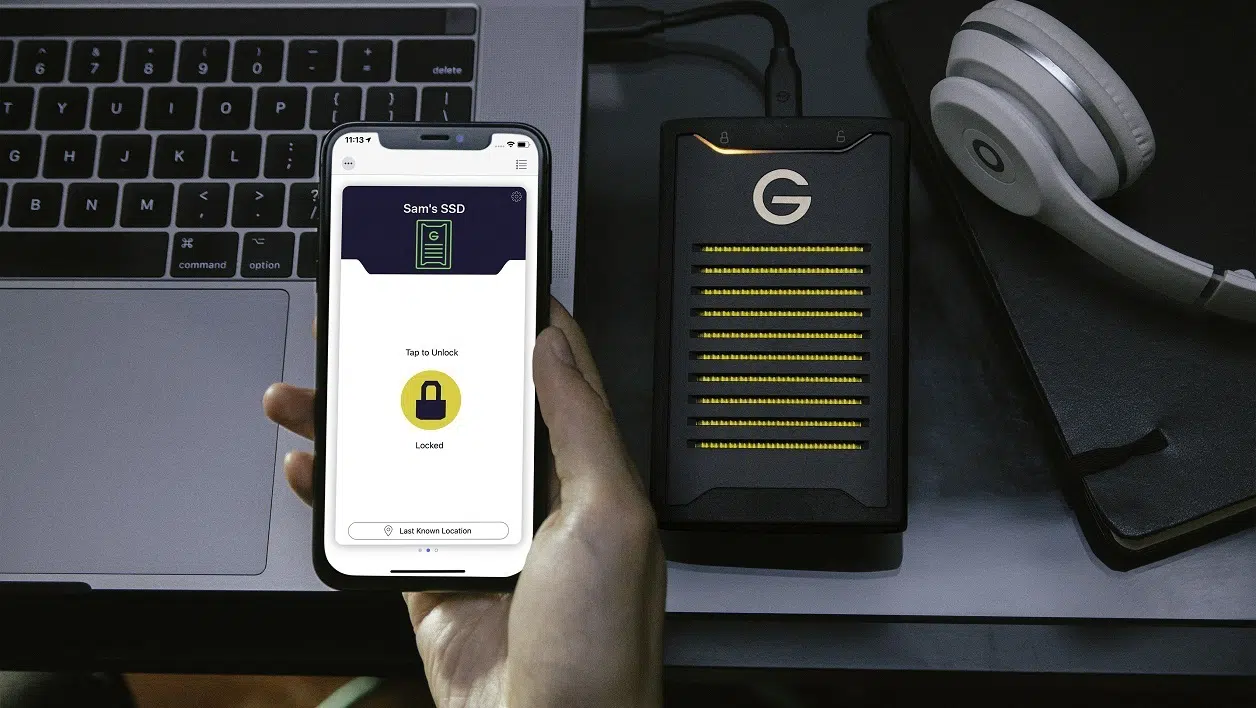 ^ & * ( ) _ +
6 7 8 9 0 - =
delete
T Y U I O P { [ } ] | \
G H J K L : ;
B N M < , > . ?
command
option
11:13
Sam's SSD
G
Tap to Unlock
Locked
Last Known Location
G